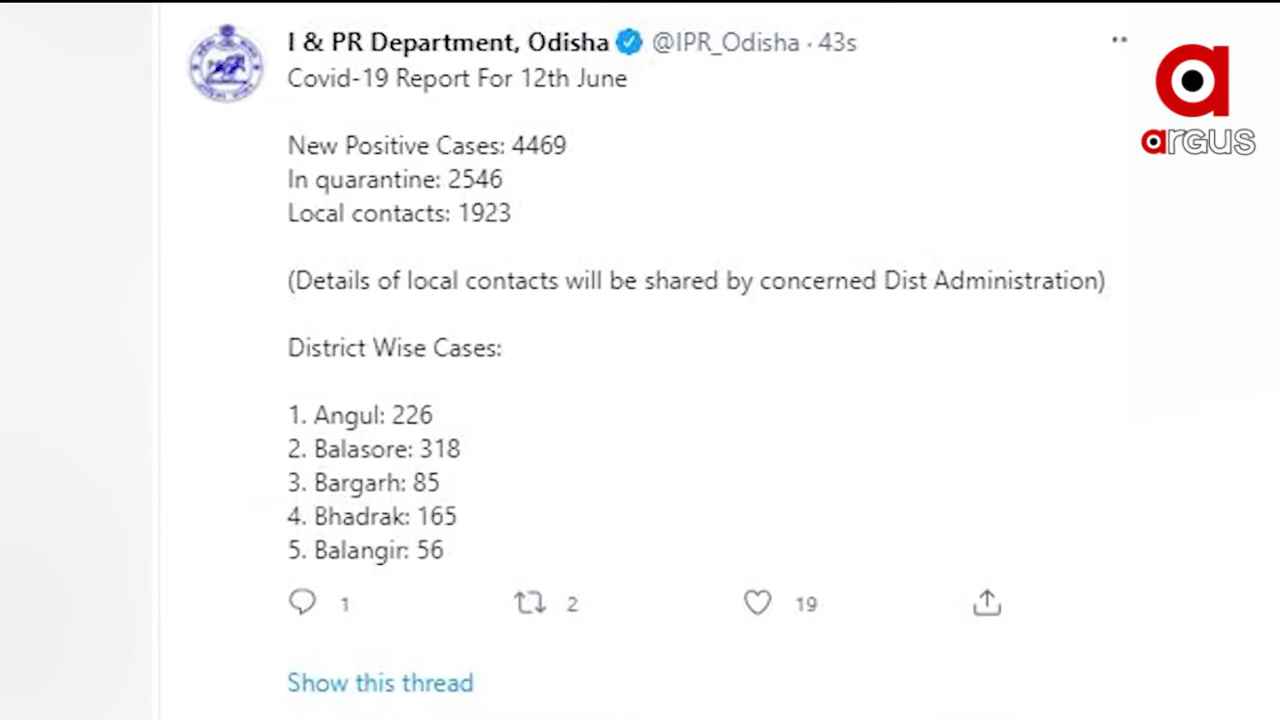 I & PR Department, Odisha @IPR_Odisha · 43s
Covid-19 Report For 12th June
New Positive Cases: 4469
In quarantine: 2546
Local contacts: 1923
(Details of local contacts will be shared by concerned Dist Administration)
District Wise Cases:
1. Angul: 226
2. Balasore: 318
3. Bargarh: 85
4. Bhadrak: 165
5. Balangir: 56
1 2 19
Show this thread
a
argus